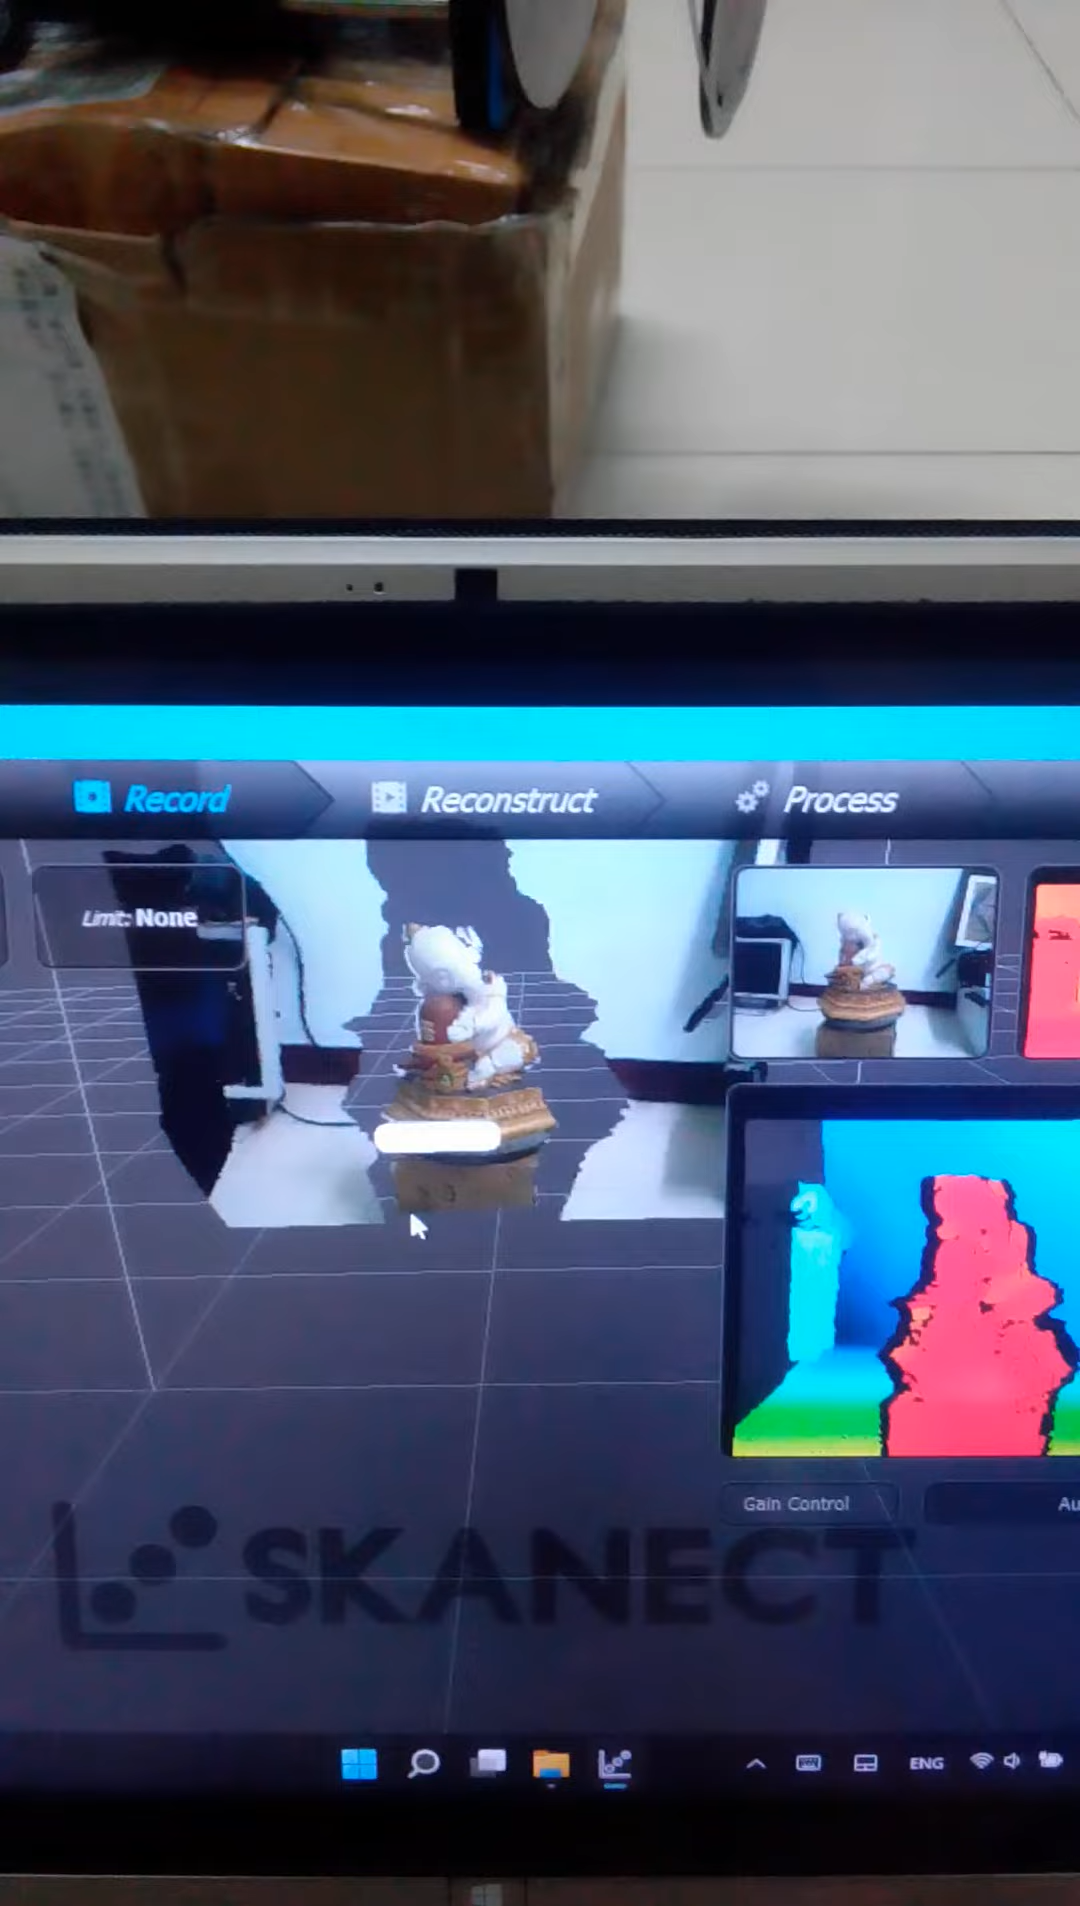 Record
Reconstruct
Process
Limit: None
Gain Control
Au
SKANECT
ENG